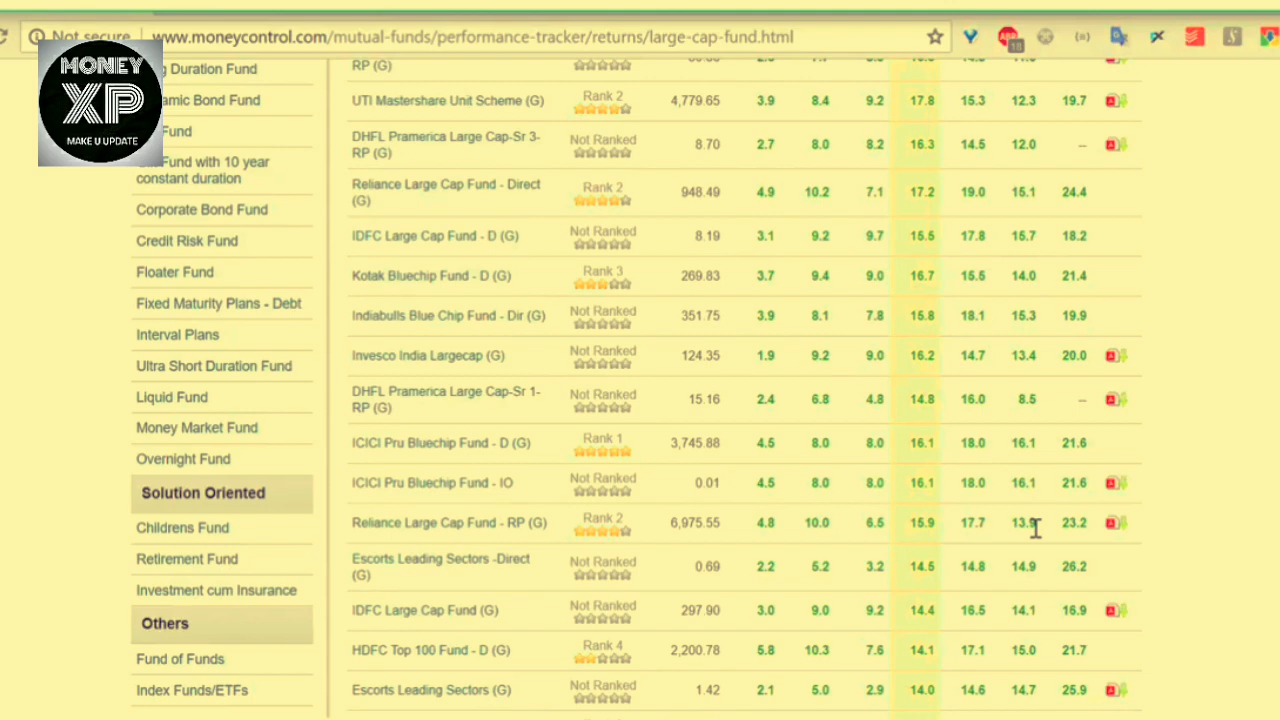 Not secure www.moneycontrol.com/mutual-funds/performance-tracker/returns/large-cap-fund.html
18
MONEY
XP
MAKE U UPDATE
Duration Fund
Bond Fund
Fund
Fund with 10 year
constant duration
Corporate Bond Fund
Credit Risk Fund
Floater Fund
Fixed Maturity Plans - Debt
Interval Plans
Ultra Short Duration Fund
Liquid Fund
Money Market Fund
Overnight Fund
Solution Oriented
Childrens Fund
Retirement Fund
Investment cum Insurance
Others
Fund of Funds
Index Funds/ETFs
RP (G)
UTI Mastershare Unit Scheme (G) Rank 2 4,779.65 3.9 8.4 9.2 17.8 15.3 12.3 19.7
DHFL Pramerica Large Cap-Sr 3-
RP (G) Not Ranked 8.70 2.7 8.0 8.2 16.3 14.5 12.0 –
Reliance Large Cap Fund - Direct
(G) Rank 2 948.49 4.9 10.2 7.1 17.2 19.0 15.1 24.4
IDFC Large Cap Fund - D (G) Not Ranked 8.19 3.1 9.2 9.7 15.5 17.8 15.7 18.2
Kotak Bluechip Fund - D (G) Rank 3 269.83 3.7 9.4 9.0 16.7 15.5 14.0 21.4
Indiabulls Blue Chip Fund - Dir (G) Not Ranked 351.75 3.9 8.1 7.8 15.8 18.1 15.3 19.9
Invesco India Largecap (G) Not Ranked 124.35 1.9 9.2 9.0 16.2 14.7 13.4 20.0
DHFL Pramerica Large Cap-Sr 1-
RP (G) Not Ranked 15.16 2.4 6.8 4.8 14.8 16.0 8.5 –
ICICI Pru Bluechip Fund - D (G) Rank 1 3,745.88 4.5 8.0 8.0 16.1 18.0 16.1 21.6
ICICI Pru Bluechip Fund - IO Not Ranked 0.01 4.5 8.0 8.0 16.1 18.0 16.1 21.6
Reliance Large Cap Fund - RP (G) Rank 2 6,975.55 4.8 10.0 6.5 15.9 17.7 13.9 23.2
Escorts Leading Sectors -Direct
(G) Not Ranked 0.69 2.2 5.2 3.2 14.5 14.8 14.9 26.2
IDFC Large Cap Fund (G) Not Ranked 297.90 3.0 9.0 9.2 14.4 16.5 14.1 16.9
HDFC Top 100 Fund - D (G) Rank 4 2,200.78 5.8 10.3 7.6 14.1 17.1 15.0 21.7
Escorts Leading Sectors (G) Not Ranked 1.42 2.1 5.0 2.9 14.0 14.6 14.7 25.9